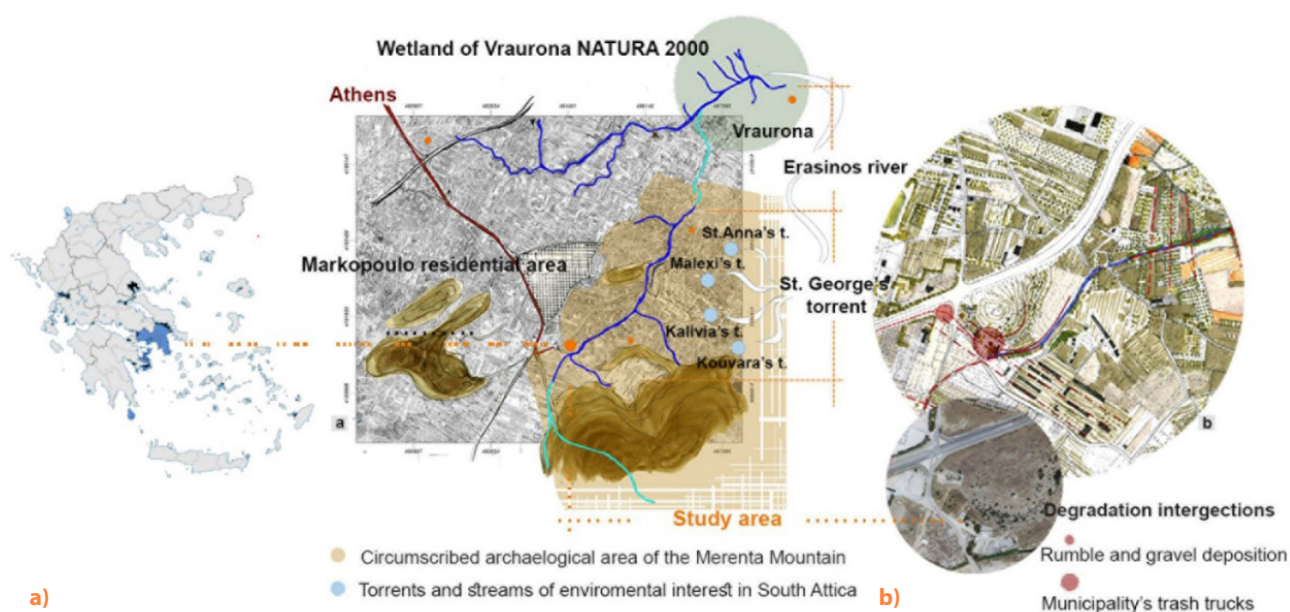 Wetland of Vraurona NATURA 2000
Athens
Vraurona
Erasinos river
St.Anna's t.
Markopoulo residential area
Malexi's t.
St. George's
torrent
Kalivia's t.
Kouvara's t.
a
b
Study area
Degradation intergections
Circumscribed archaelogical area of the Merenta Mountain
Rumble and gravel deposition
Torrents and streams of enviromental interest in South Attica
Municipality's trash trucks
a)
b)